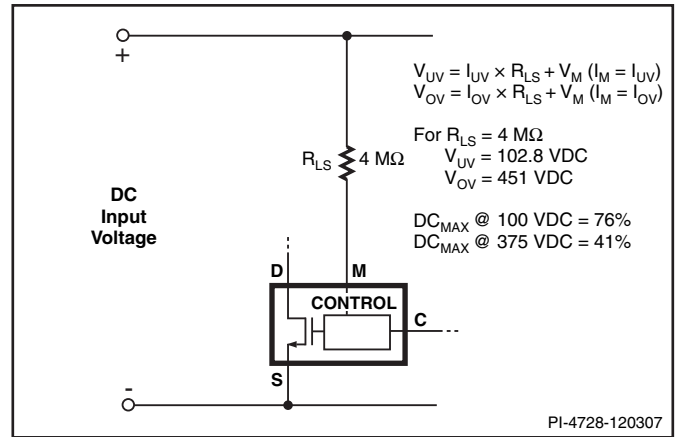 +
V_UV = I_UV × R_LS + V_M (I_M = I_UV)
V_OV = I_OV × R_LS + V_M (I_M = I_OV)
For R_LS = 4 MΩ
V_UV = 102.8 VDC
V_OV = 451 VDC
DC_MAX @ 100 VDC = 76%
DC_MAX @ 375 VDC = 41%
R_LS 4 MΩ
DC
Input
Voltage
D M
CONTROL
C
S
-
PI-4728-120307